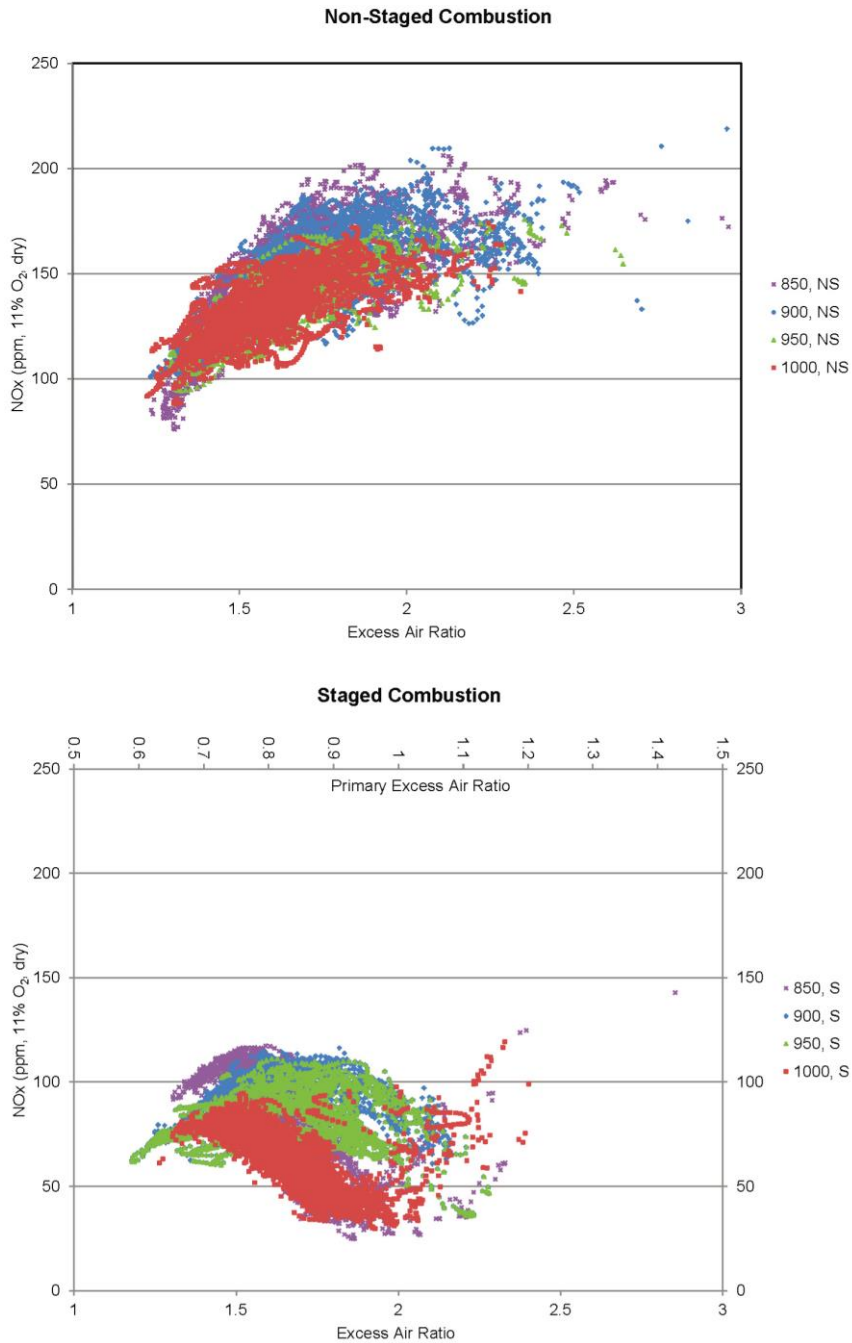 Non-Staged Combustion
250
200
150
100
50
0
NOx (ppm, 11% O₂, dry)
1 1.5 2 2.5 3
Excess Air Ratio
850, NS
900, NS
950, NS
1000, NS
Staged Combustion
0.5 0.6 0.7 0.8 0.9 1 1.1 1.2 1.3 1.4 1.5
Primary Excess Air Ratio
250 250
200 200
150 150
100 100
50 50
0 0
NOx (ppm, 11% O₂, dry)
1 1.5 2 2.5 3
Excess Air Ratio
850, S
900, S
950, S
1000, S